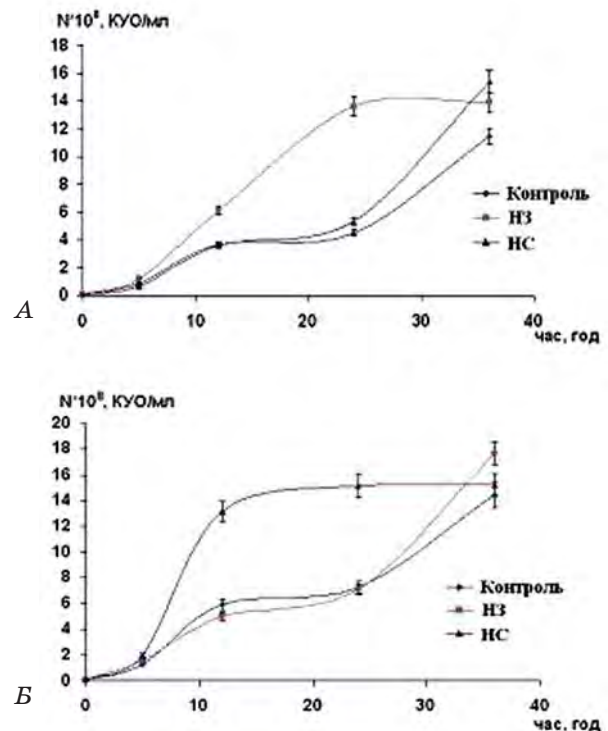 N*10⁸, КУО/мл
18
16
14
12
10
8
6
4
2
0
Контроль
НЗ
НС
0
10
20
30
40
час, год
А
N*10⁸, КУО/мл
20
18
16
14
12
10
8
6
4
2
0
Контроль
НЗ
НС
0
10
20
30
40
час, год
Б